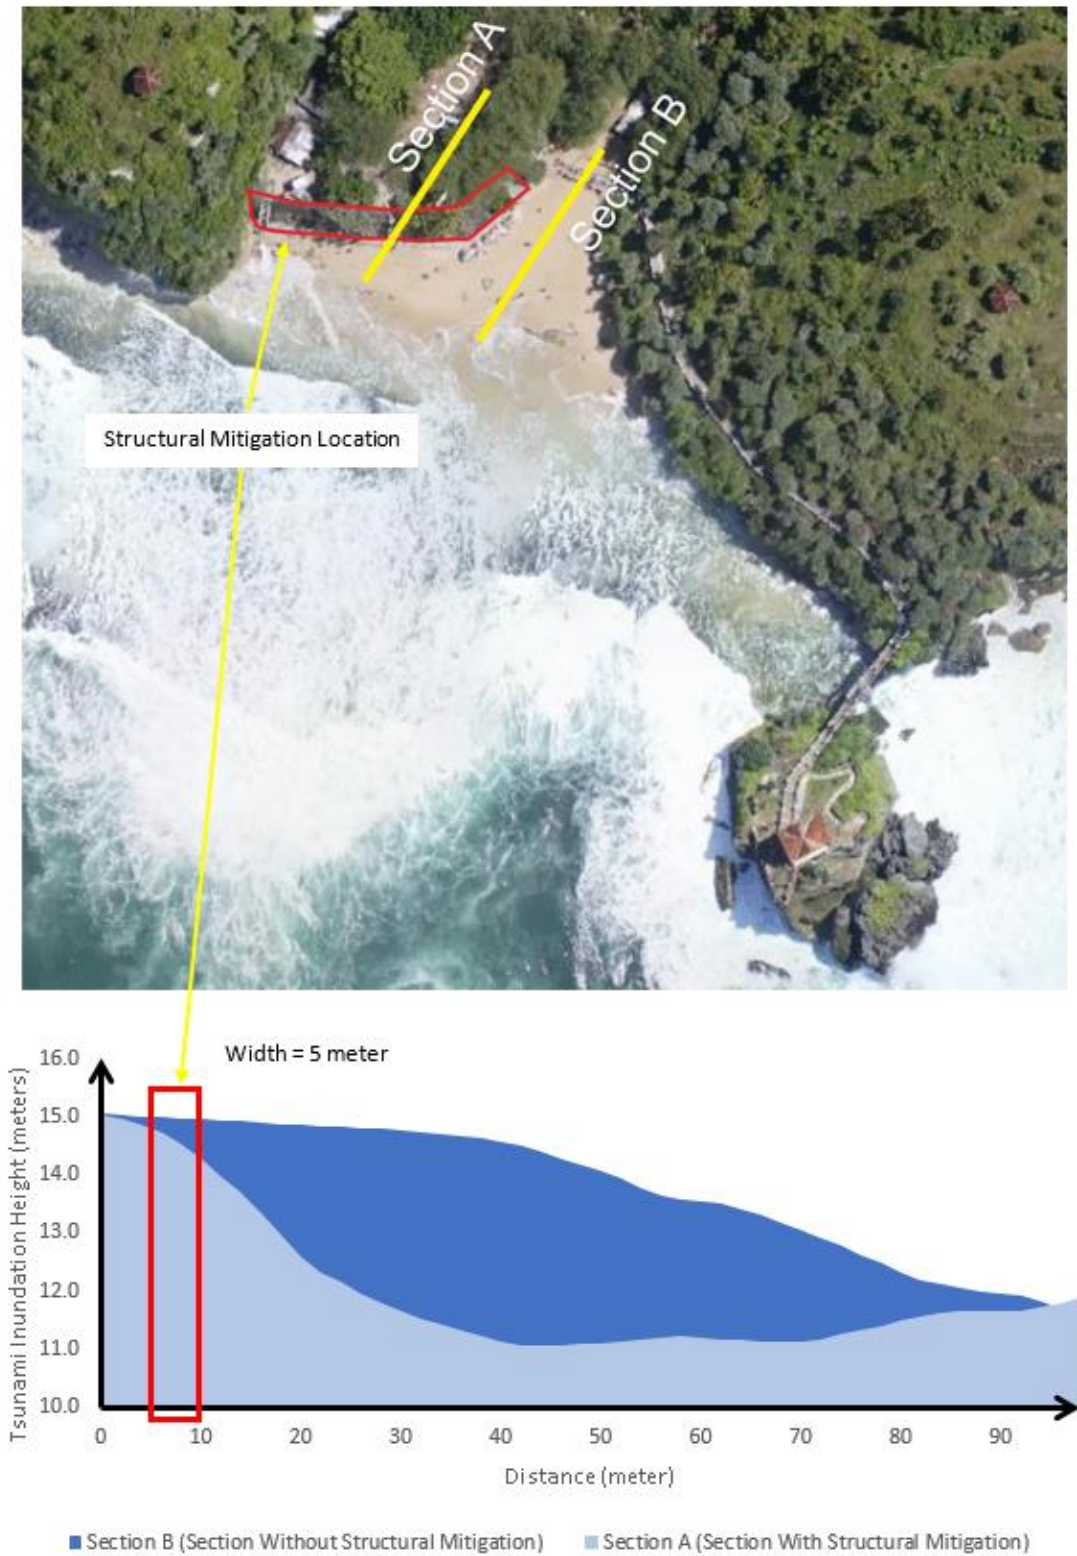 Section A
Section B
Structural Mitigation Location
Width = 5 meter
Tsunami Inundation Height (meters)
16.0
15.0
14.0
13.0
12.0
11.0
10.0
0 10 20 30 40 50 60 70 80 90
Distance (meter)
Section B (Section Without Structural Mitigation) Section A (Section With Structural Mitigation)